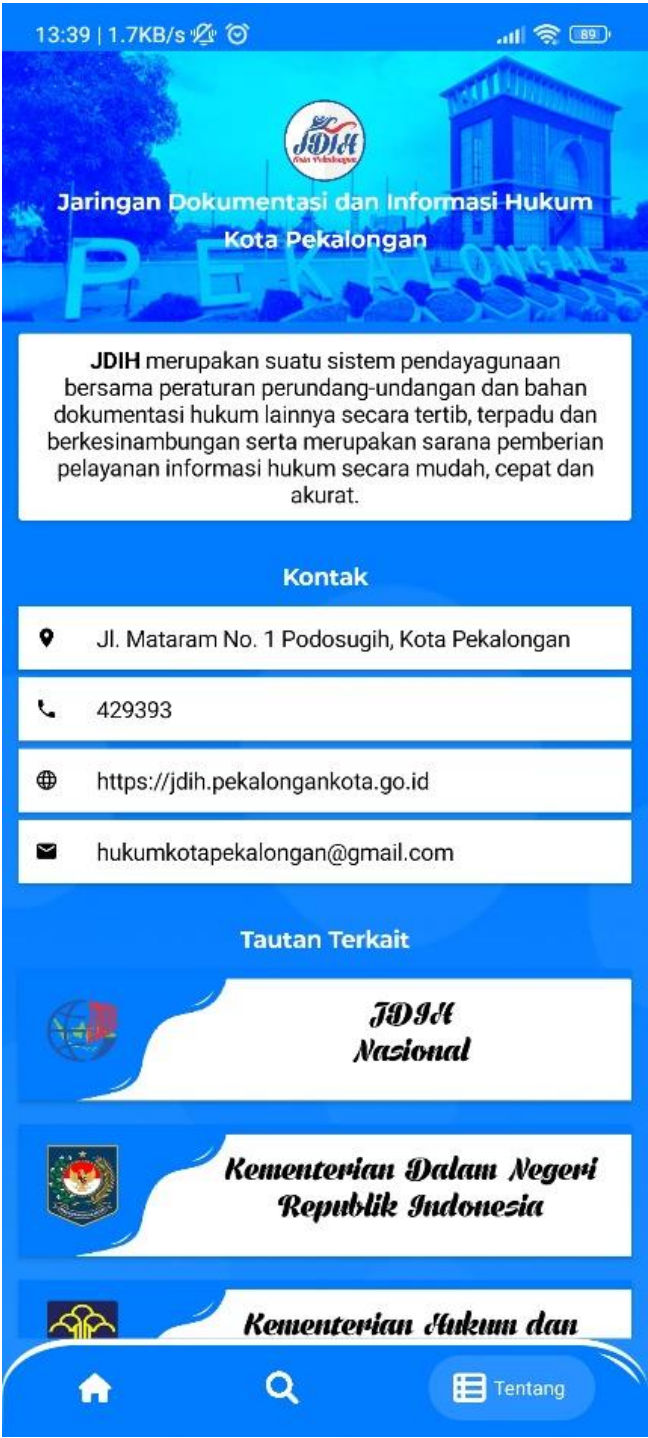 13:39 | 1.7KB/s
89
JDIH
Kota Pekalongan
Jaringan Dokumentasi dan Informasi Hukum
Kota Pekalongan
PEKALONGAN
JDIH merupakan suatu sistem pendayagunaan
bersama peraturan perundang-undangan dan bahan
dokumentasi hukum lainnya secara tertib, terpadu dan
berkesinambungan serta merupakan sarana pemberian
pelayanan informasi hukum secara mudah, cepat dan
akurat.
Kontak
Jl. Mataram No. 1 Podosugih, Kota Pekalongan
429393
https://jdih.pekalongankota.go.id
hukumkotapekalongan@gmail.com
Tautan Terkait
JDIH
Nasional
Kementerian Dalam Negeri
Republik Indonesia
Kementerian Hukum dan
Tentang